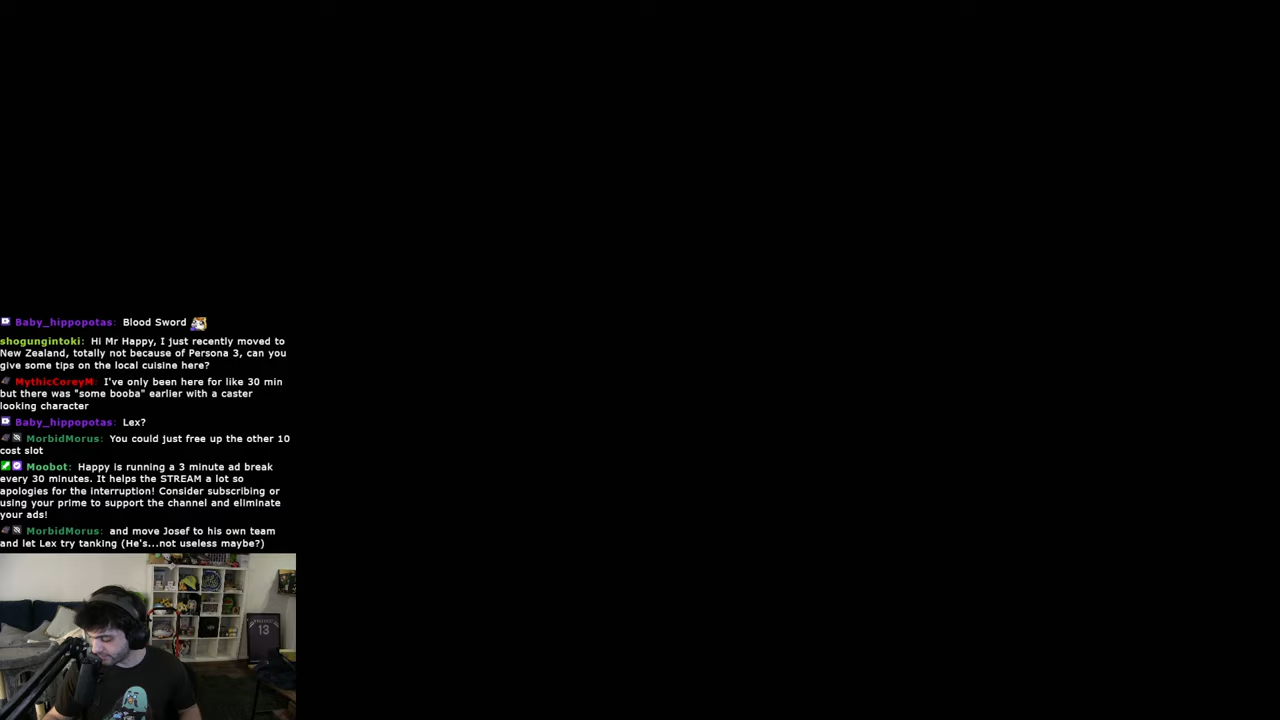 Baby_hippopotas: Blood Sword
shogungintoki: Hi Mr Happy, I just recently moved to
New Zealand, totally not because of Persona 3, can you
give some tips on the local cuisine here?
MythicCoreyM: I've only been here for like 30 min
but there was "some booba" earlier with a caster
looking character
Baby_hippopotas: Lex?
MorbidMorus: You could just free up the other 10
cost slot
Moobot: Happy is running a 3 minute ad break
every 30 minutes. It helps the STREAM a lot so
apologies for the interruption! Consider subscribing or
using your prime to support the channel and eliminate
your ads!
MorbidMorus: and move Josef to his own team
and let Lex try tanking (He's...not useless maybe?)
13